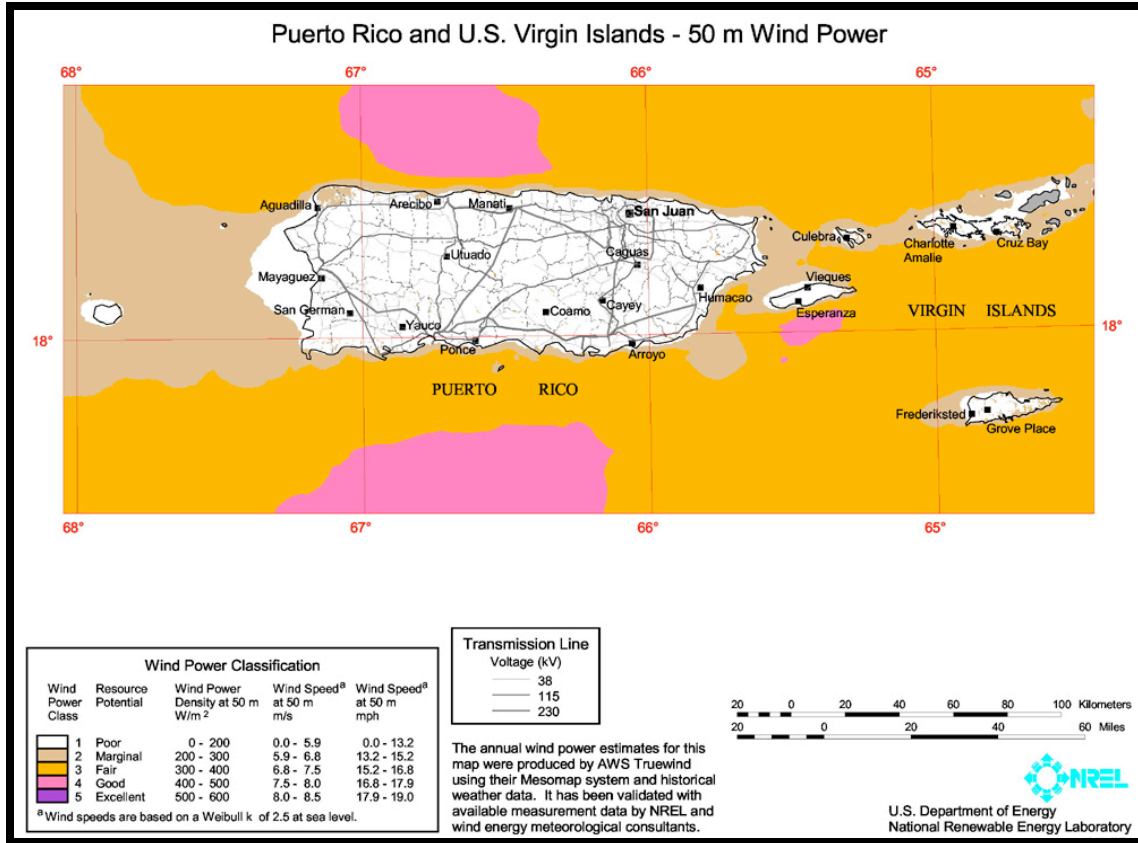 Puerto Rico and U.S. Virgin Islands - 50 m Wind Power
68° 67° 66° 65°
Aguadilla
Arecibo
Manati
San Juan
Culebra
Charlotte
Amalie
Cruz Bay
Utuado
Caguas
Mayaguez
Vieques
Humacao
San German
Coamo
Cayey
Esperanza
VIRGIN ISLANDS
Yauco
18° 18°
Ponce
Arroyo
PUERTO RICO
Frederiksted
Grove Place
68° 67° 66° 65°
Wind Power Classification
Wind Resource Wind Power Wind Speedᵃ Wind Speedᵃ
Power Potential Density at 50 m at 50 m at 50 m
Class W/m² m/s mph
1 Poor 0 - 200 0.0 - 5.9 0.0 - 13.2
2 Marginal 200 - 300 5.9 - 6.8 13.2 - 15.2
3 Fair 300 - 400 6.8 - 7.5 15.2 - 16.8
4 Good 400 - 500 7.5 - 8.0 16.8 - 17.9
5 Excellent 500 - 600 8.0 - 8.5 17.9 - 19.0
ᵃ Wind speeds are based on a Weibull k of 2.5 at sea level.
Transmission Line
Voltage (kV)
38
115
230
The annual wind power estimates for this
map were produced by AWS Truewind
using their Mesomap system and historical
weather data. It has been validated with
available measurement data by NREL and
wind energy meteorological consultants.
20 0 20 40 60 80 100 Kilometers
20 0 20 40 60 Miles
NREL
U.S. Department of Energy
National Renewable Energy Laboratory